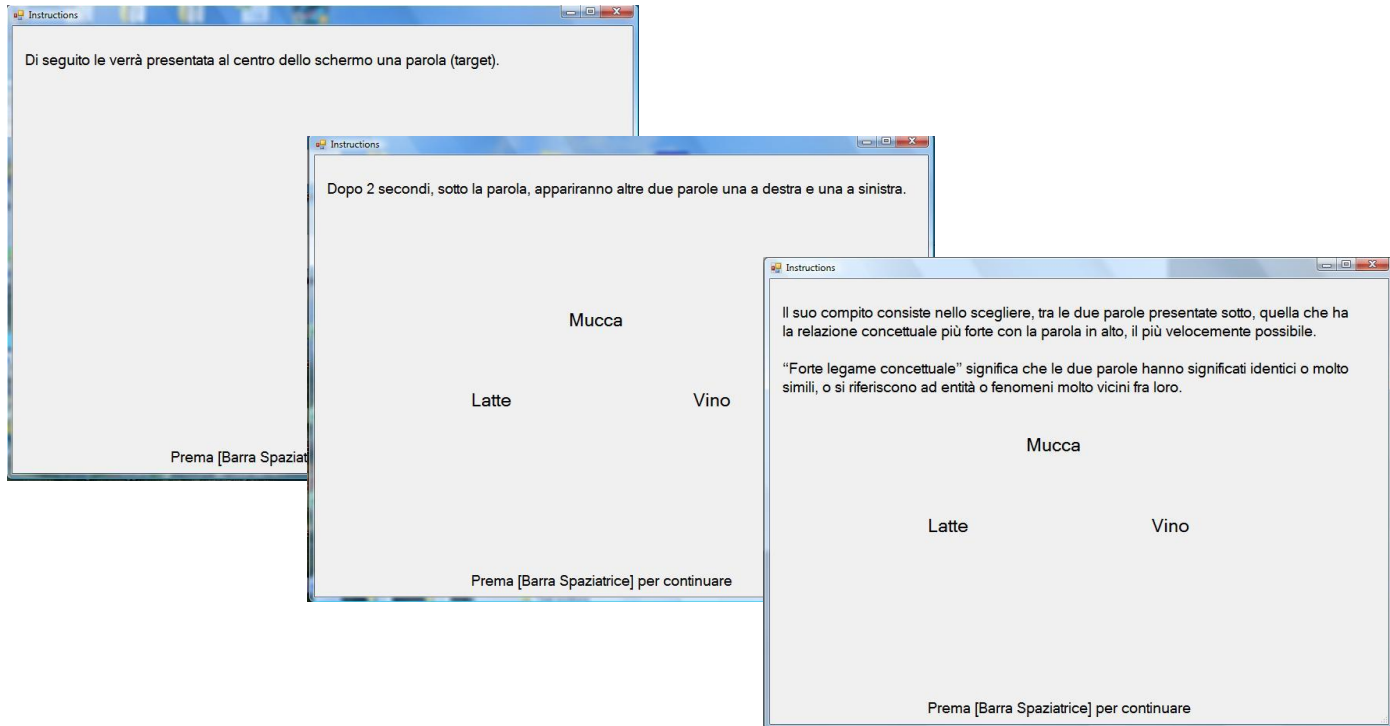 Instructions
Di seguito le verrà presentata al centro dello schermo una parola (target).
Prema [Barra Spaziat
Instructions
Dopo 2 secondi, sotto la parola, appariranno altre due parole una a destra e una a sinistra.
Mucca
Latte Vino
Prema [Barra Spaziatrice] per continuare
Instructions
Il suo compito consiste nello scegliere, tra le due parole presentate sotto, quella che ha
la relazione concettuale più forte con la parola in alto, il più velocemente possibile.
“Forte legame concettuale” significa che le due parole hanno significati identici o molto
simili, o si riferiscono ad entità o fenomeni molto vicini fra loro.
Mucca
Latte Vino
Prema [Barra Spaziatrice] per continuare